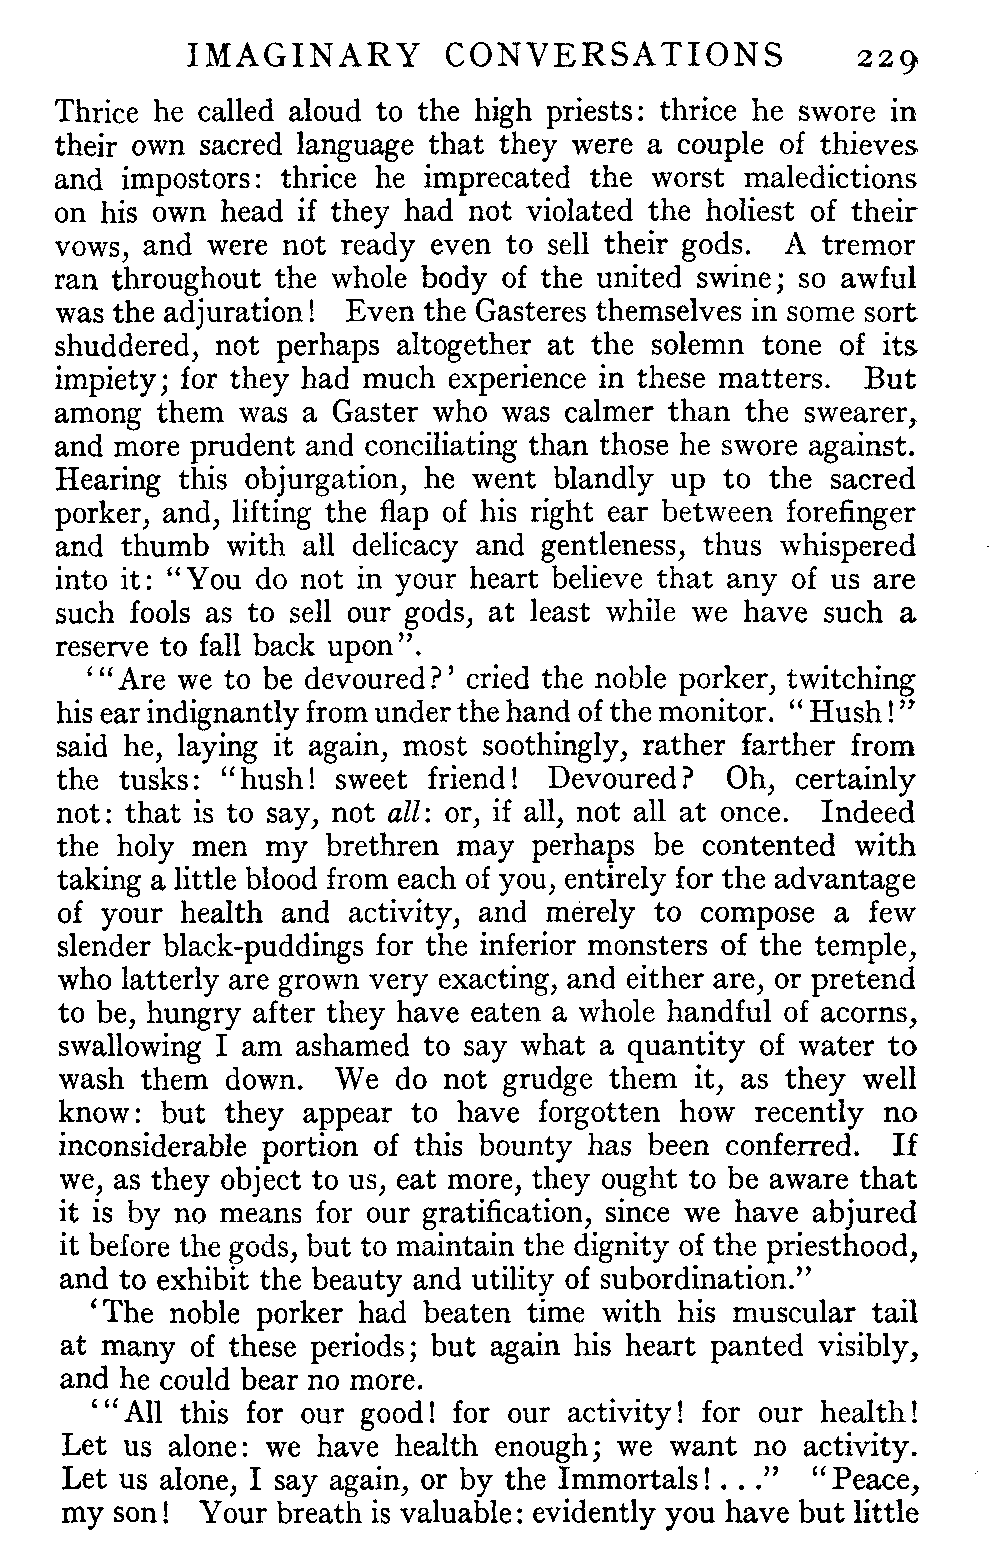 IMAGINARY CONVERSATIONS 229
Thrice he called aloud to the high priests: thrice he swore in
their own sacred language that they were a couple of thieves
and impostors: thrice he imprecated the worst maledictions
on his own head if they had not violated the holiest of their
vows, and were not ready even to sell their gods. A tremor
ran throughout the whole body of the united swine; so awful
was the adjuration! Even the Gasteres themselves in some sort
shuddered, not perhaps altogether at the solemn tone of its
impiety; for they had much experience in these matters. But
among them was a Gaster who was calmer than the swearer,
and more prudent and conciliating than those he swore against.
Hearing this objurgation, he went blandly up to the sacred
porker, and, lifting the flap of his right ear between forefinger
and thumb with all delicacy and gentleness, thus whispered
into it: “You do not in your heart believe that any of us are
such fools as to sell our gods, at least while we have such a
reserve to fall back upon”.
‘“Are we to be devoured?’ cried the noble porker, twitching
his ear indignantly from under the hand of the monitor. “Hush!”
said he, laying it again, most soothingly, rather farther from
the tusks: “hush! sweet friend! Devoured? Oh, certainly
not: that is to say, not all: or, if all, not all at once. Indeed
the holy men my brethren may perhaps be contented with
taking a little blood from each of you, entirely for the advantage
of your health and activity, and merely to compose a few
slender black-puddings for the inferior monsters of the temple,
who latterly are grown very exacting, and either are, or pretend
to be, hungry after they have eaten a whole handful of acorns,
swallowing I am ashamed to say what a quantity of water to
wash them down. We do not grudge them it, as they well
know: but they appear to have forgotten how recently no
inconsiderable portion of this bounty has been conferred. If
we, as they object to us, eat more, they ought to be aware that
it is by no means for our gratification, since we have abjured
it before the gods, but to maintain the dignity of the priesthood,
and to exhibit the beauty and utility of subordination.”
‘The noble porker had beaten time with his muscular tail
at many of these periods; but again his heart panted visibly,
and he could bear no more.
‘“All this for our good! for our activity! for our health!
Let us alone: we have health enough; we want no activity.
Let us alone, I say again, or by the Immortals! . . .” “Peace,
my son! Your breath is valuable: evidently you have but little